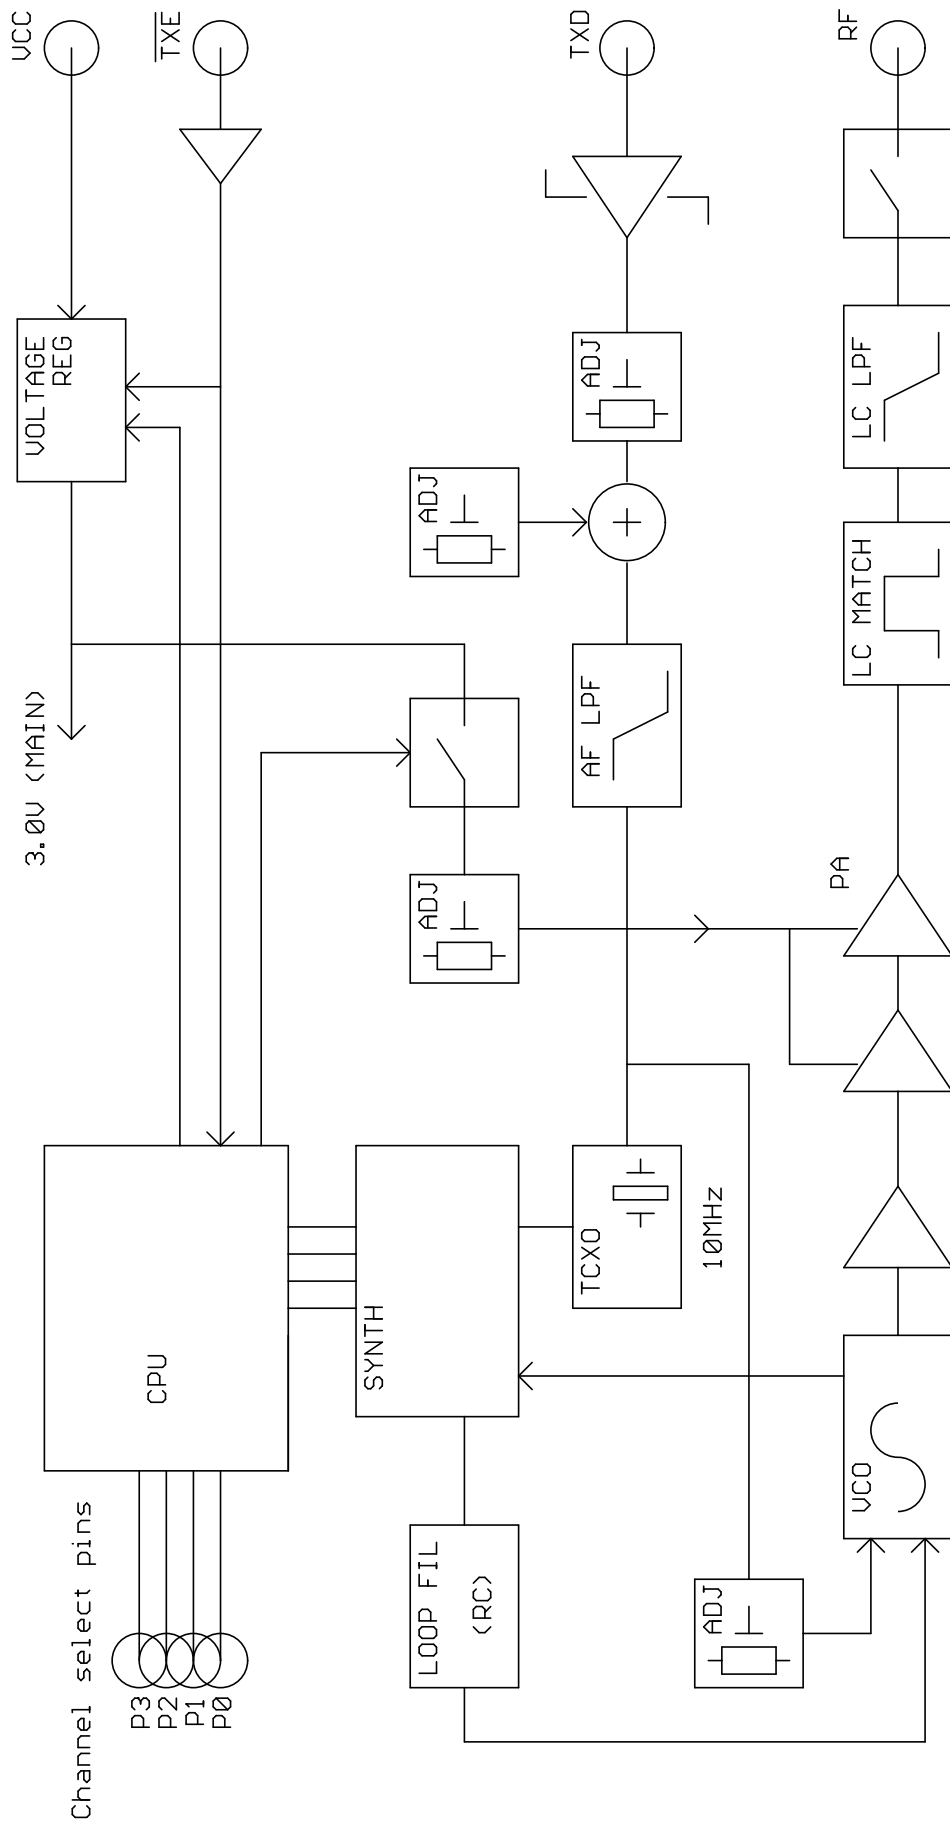 VCC
TXE
TXD
RF
VOLTAGE
REG
ADJ
LC LPF
ADJ
LC MATCH
3.0V (MAIN)
AF LPF
ADJ
PA
CPU
SYNTH
TCXO
10MHz
VCO
LOOP FIL
(RC)
ADJ
Channel select pins
P3
P2
P1
P0